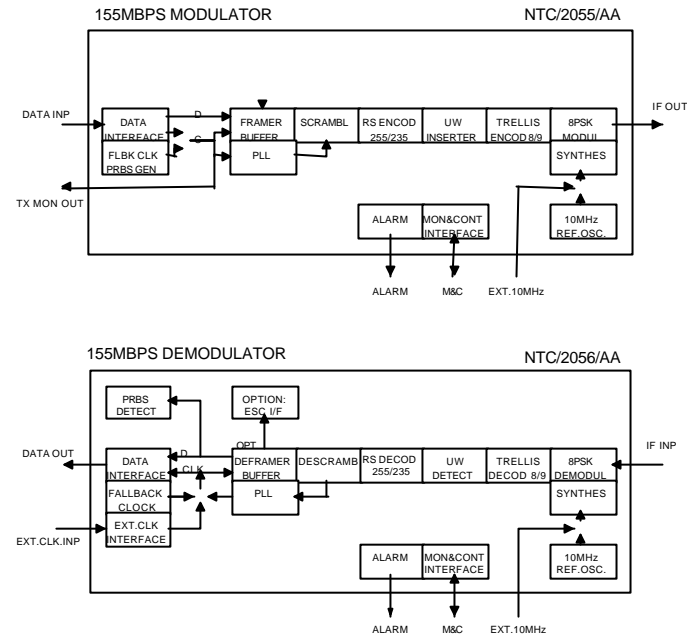 155MBPS MODULATOR
NTC/2055/AA
DATA INP
DATA
INTERFACE
D
C
FRAMER
BUFFER
SCRAMBL
RS ENCOD
255/235
UW
INSERTER
TRELLIS
ENCOD 8/9
8PSK
MODUL
IF OUT
FLBK CLK
PRBS GEN
PLL
SYNTHES
TX MON OUT
ALARM
MON&CONT
INTERFACE
10MHz
REF.OSC.
ALARM
M&C
EXT.10MHz
155MBPS DEMODULATOR
NTC/2056/AA
PRBS
DETECT
OPTION:
ESC I/F
OPT
DATA OUT
DATA
INTERFACE
D
CLK
DEFRAMER
BUFFER
DESCRAMB
RS DECOD
255/235
UW
DETECT
TRELLIS
DECOD 8/9
8PSK
DEMODUL
IF INP
FALLBACK
CLOCK
PLL
SYNTHES
EXT.CLK.INP
EXT.CLK
INTERFACE
ALARM
MON&CONT
INTERFACE
10MHz
REF.OSC.
ALARM
M&C
EXT.10MHz